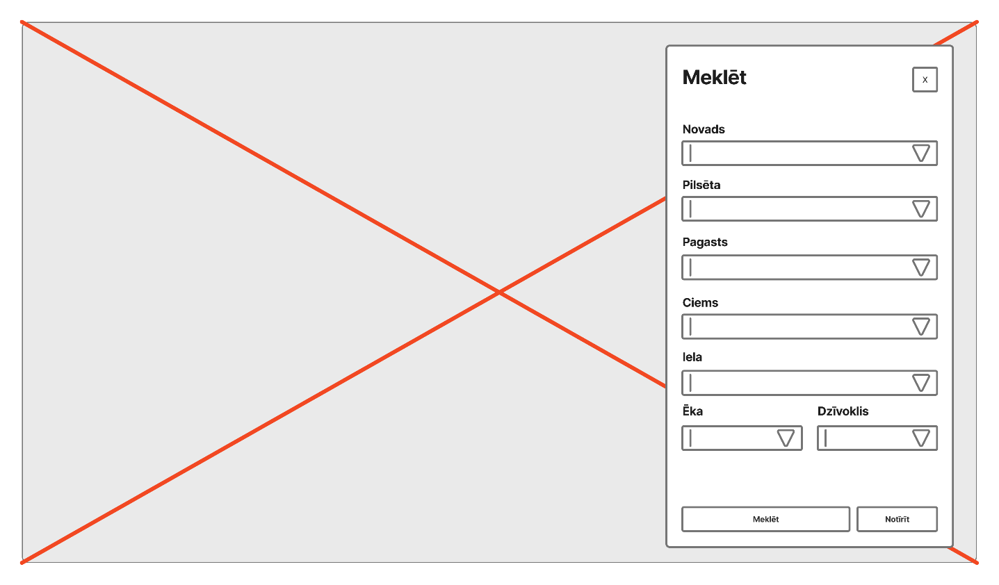 Meklēt
X
Novads
Pilsēta
Pagasts
Ciems
Iela
Ēka Dzīvoklis
Meklēt Notīrīt